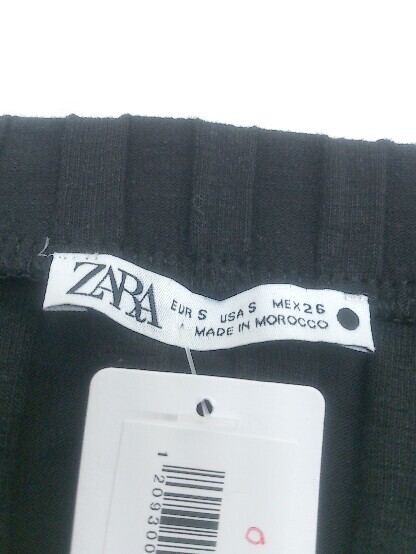 ZARA
EUR S USA S MEX 26
MADE IN MOROCCO
1 209300